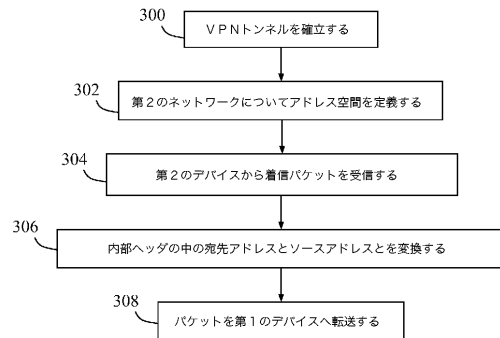 300
VPNトンネルを確立する
302
第2のネットワークについてアドレス空間を定義する
304
第2のデバイスから着信パケットを受信する
306
内部ヘッダの中の宛先アドレスとソースアドレスとを変換する
308
パケットを第1のデバイスへ転送する